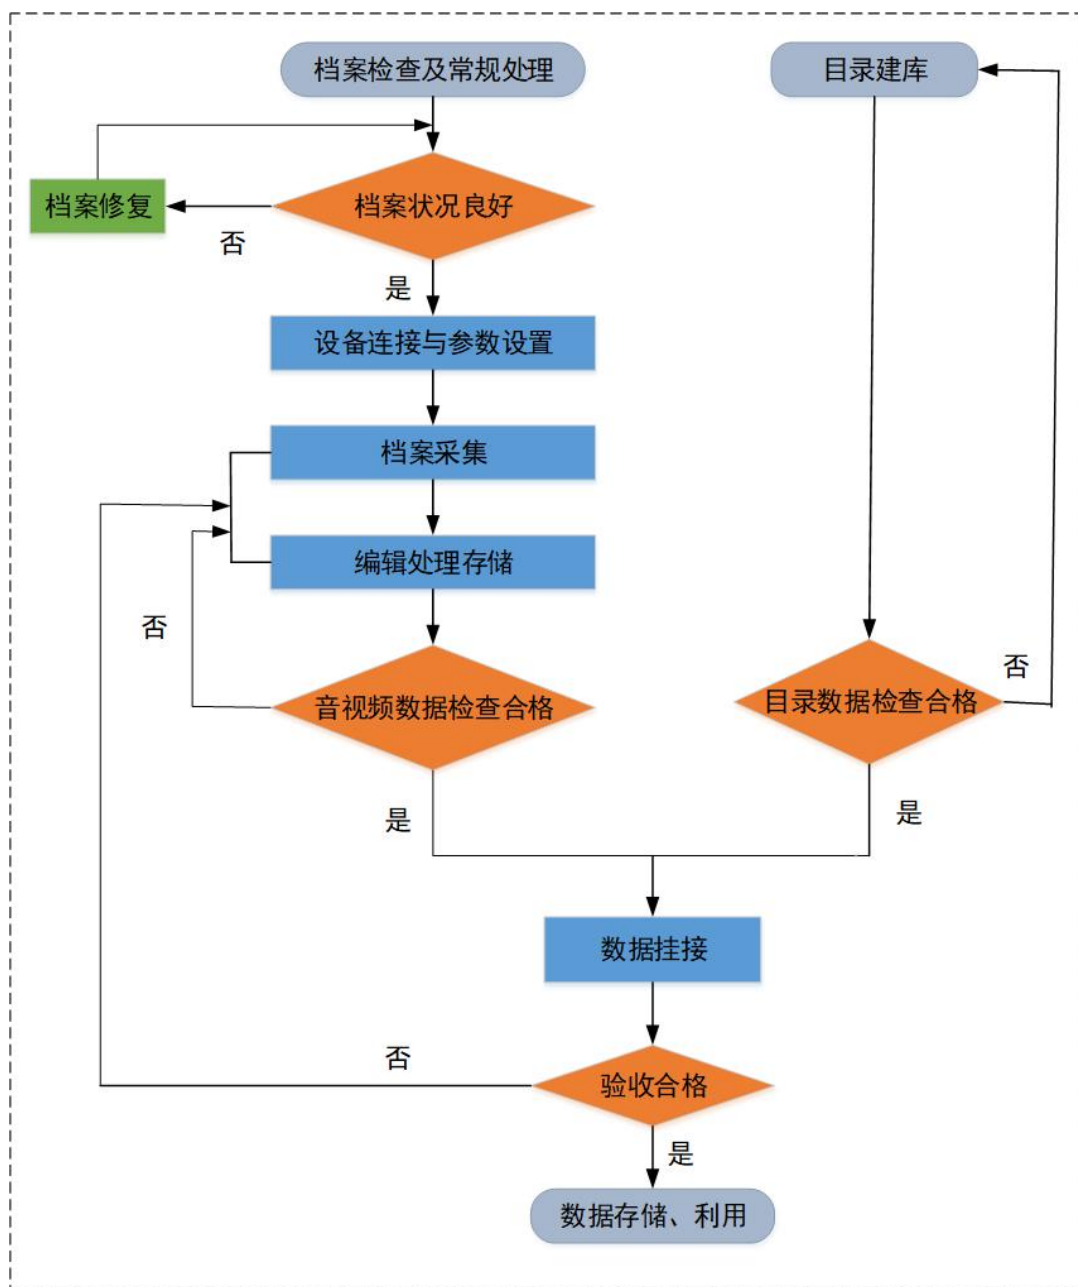 档案检查及常规处理
目录建库
档案修复
档案状况良好
否
是
设备连接与参数设置
档案采集
编辑处理存储
否
音视频数据检查合格
目录数据检查合格
否
是
是
数据挂接
否
验收合格
是
数据存储、利用